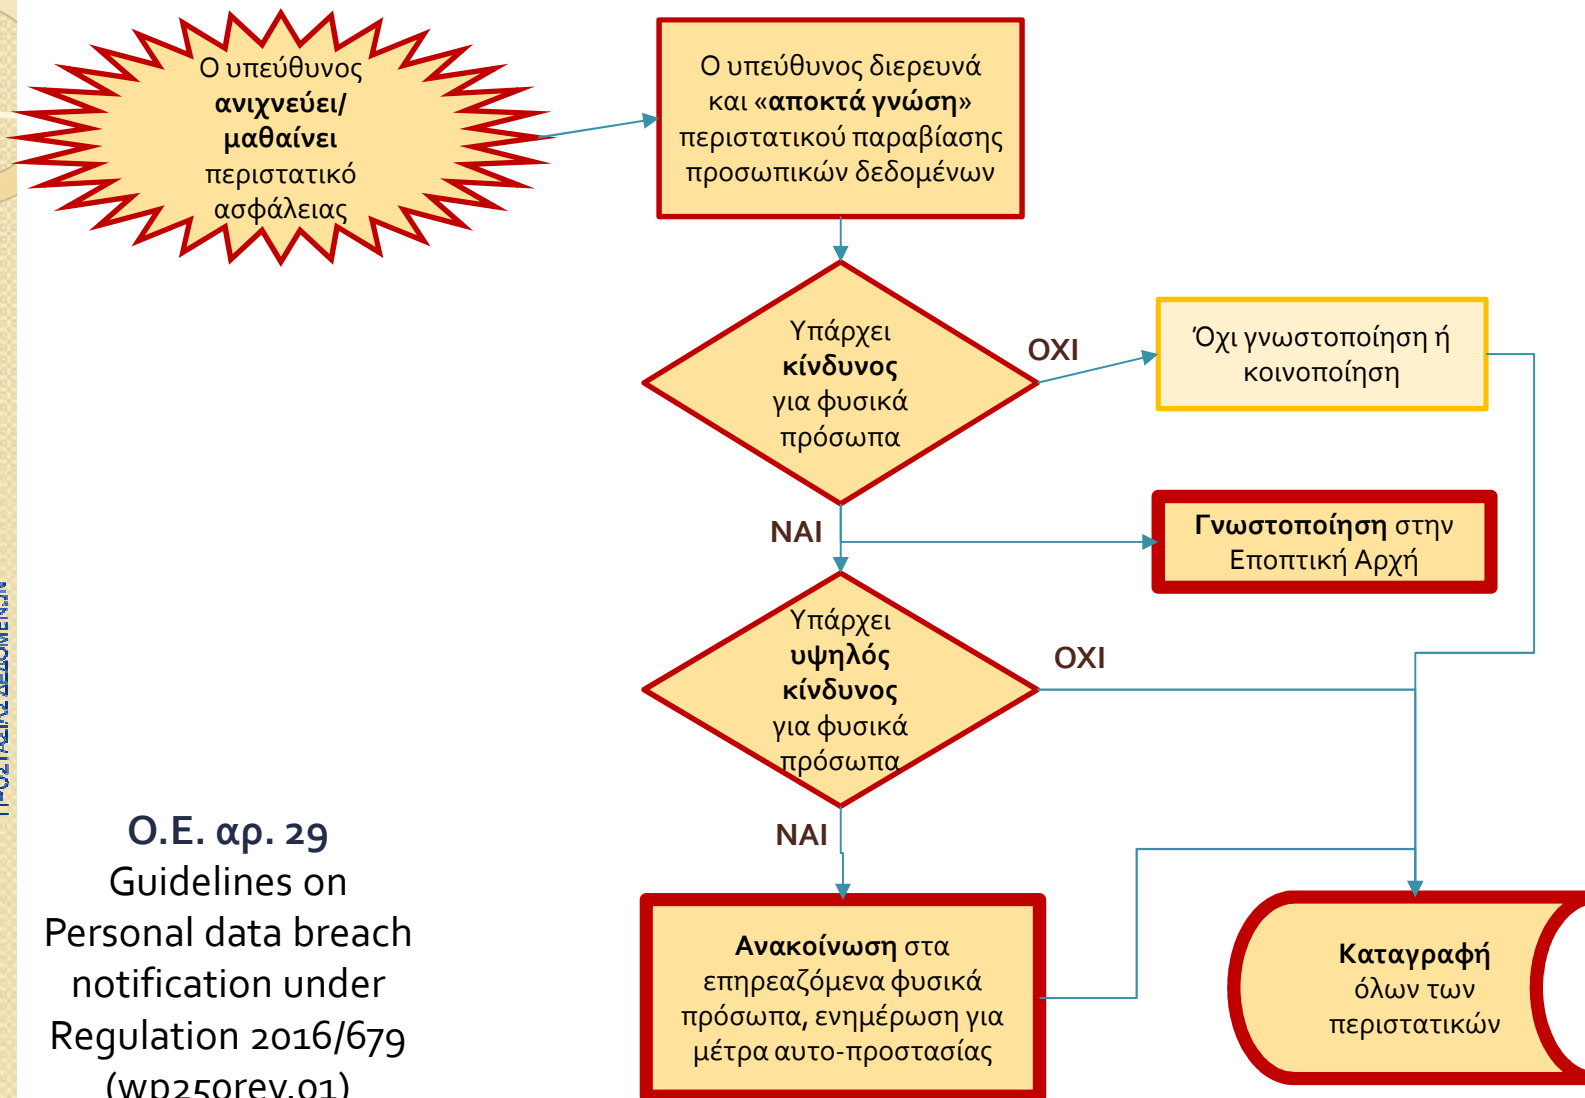 Ο υπεύθυνος
ανιχνεύει/
μαθαίνει
περιστατικό
ασφάλειας
Ο υπεύθυνος διερευνά
και «αποκτά γνώση»
περιστατικού παραβίασης
προσωπικών δεδομένων
Υπάρχει
κίνδυνος
για φυσικά
πρόσωπα
ΟΧΙ
Όχι γνωστοποίηση ή
κοινοποίηση
ΝΑΙ
Γνωστοποίηση στην
Εποπτική Αρχή
Υπάρχει
υψηλός
κίνδυνος
για φυσικά
πρόσωπα
ΟΧΙ
ΝΑΙ
Ανακοίνωση στα
επηρεαζόμενα φυσικά
πρόσωπα, ενημέρωση για
μέτρα αυτο-προστασίας
Καταγραφή
όλων των
περιστατικών
Ο.Ε. αρ. 29
Guidelines on
Personal data breach
notification under
Regulation 2016/679
(wp250rev.01)